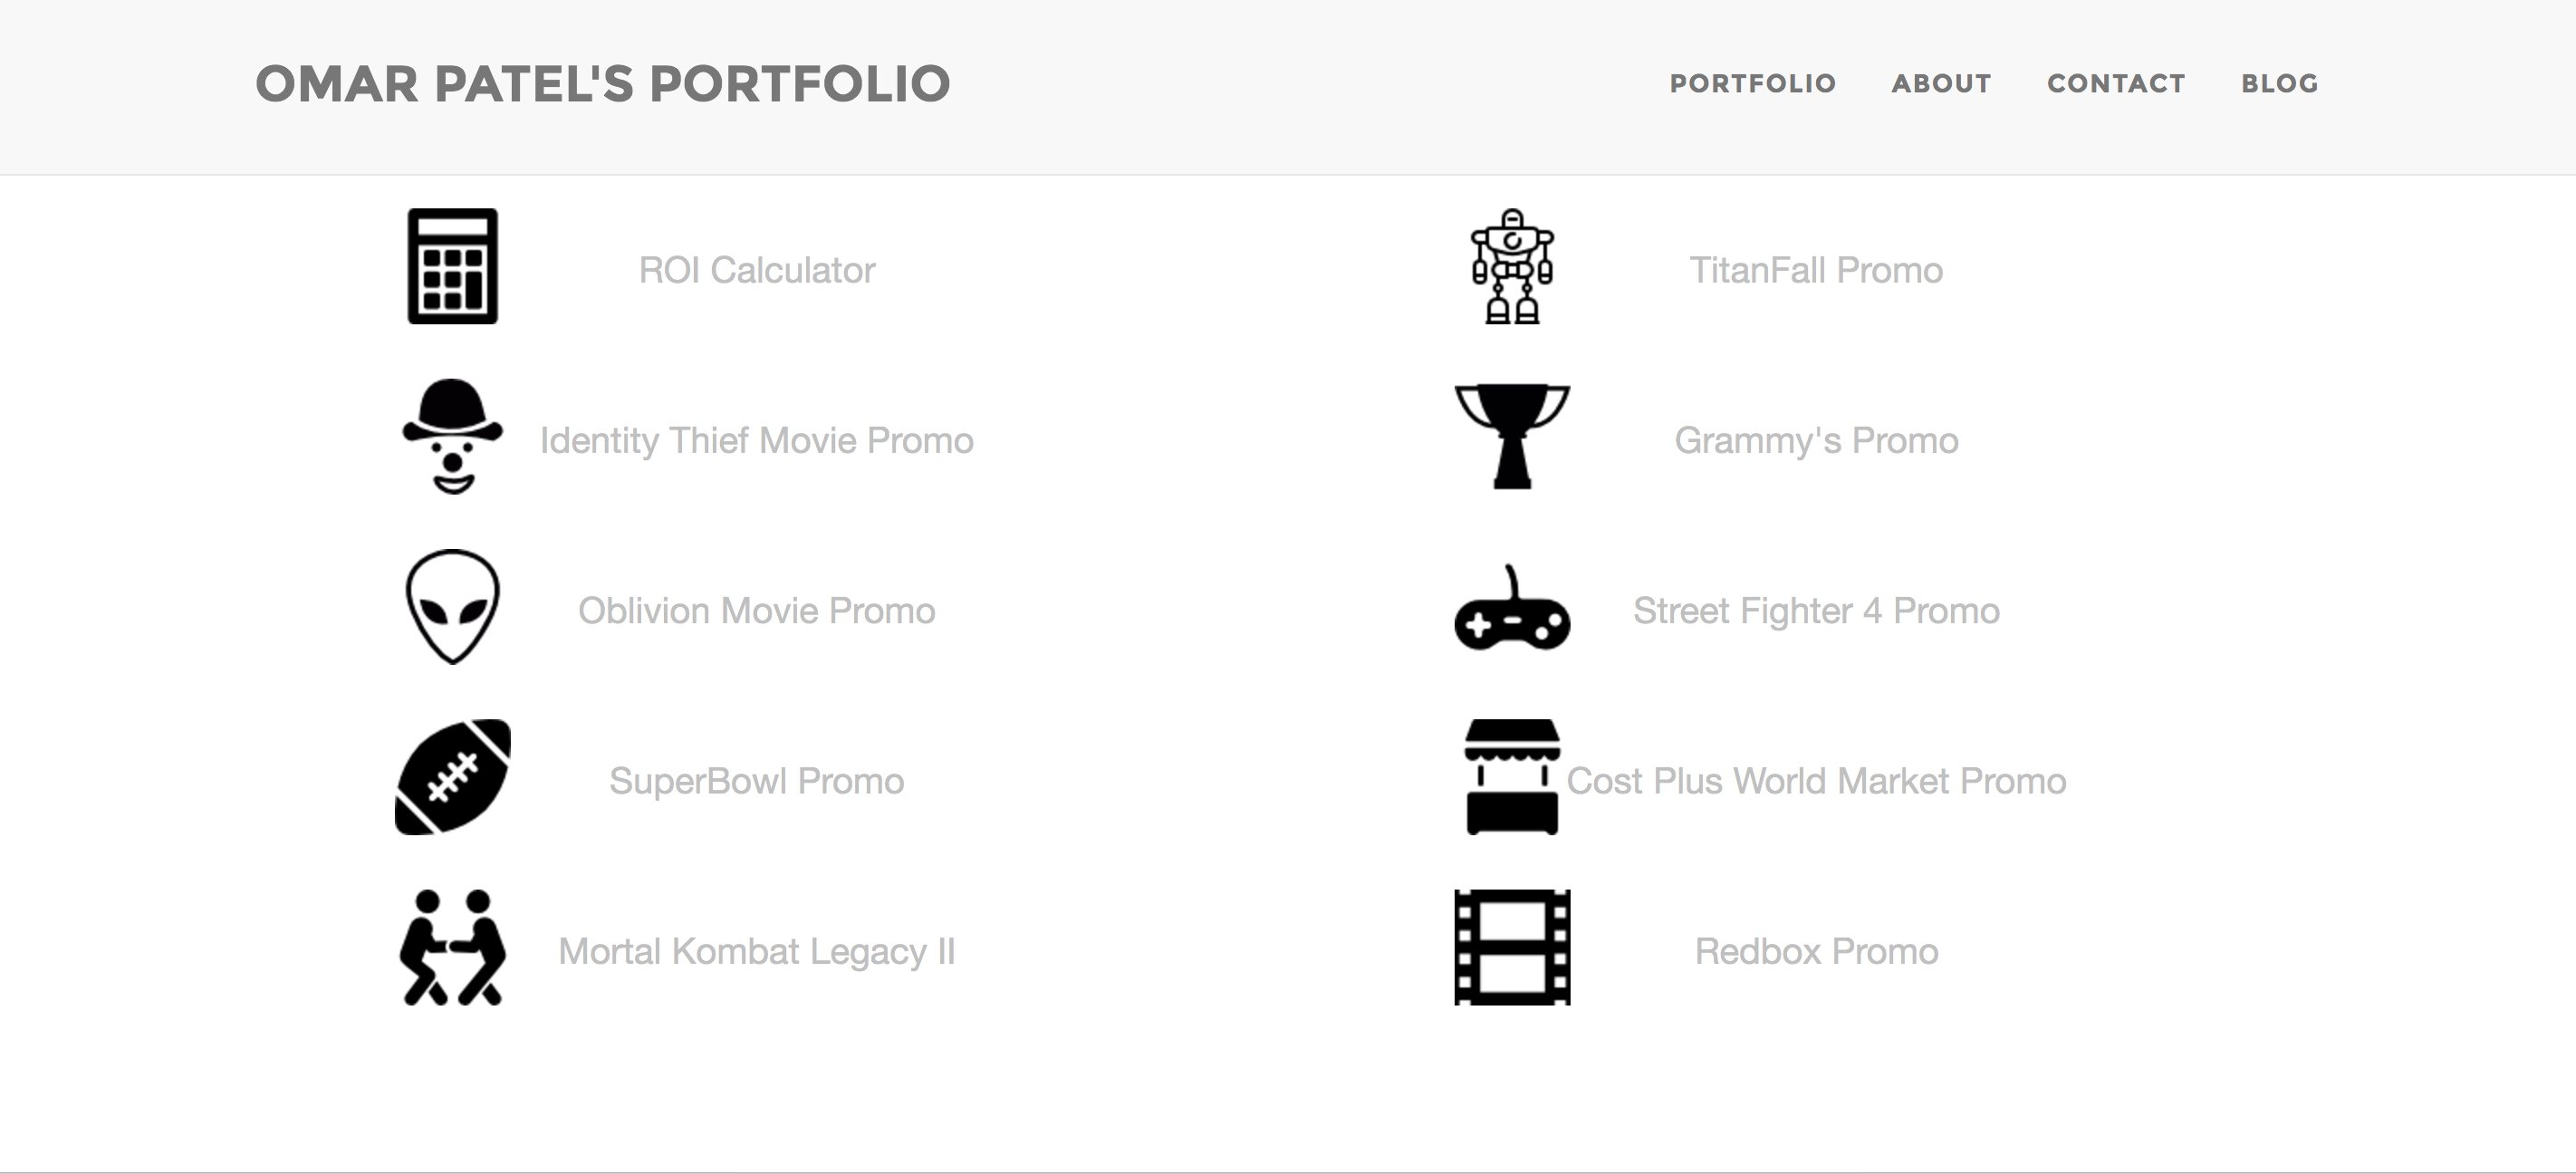 OMAR PATEL'S PORTFOLIO
PORTFOLIO ABOUT CONTACT BLOG
ROI Calculator
TitanFall Promo
Identity Thief Movie Promo
Grammy's Promo
Oblivion Movie Promo
Street Fighter 4 Promo
SuperBowl Promo
Cost Plus World Market Promo
Mortal Kombat Legacy II
Redbox Promo